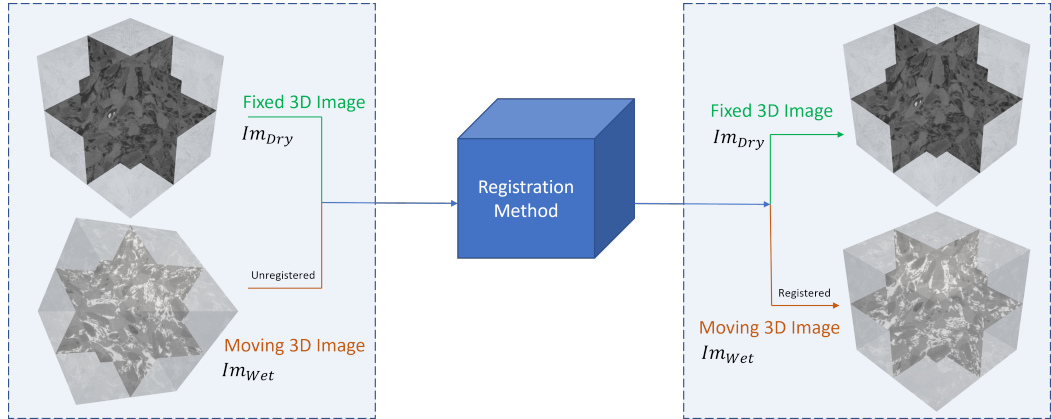 Fixed 3D Image
Im_Dry
Unregistered
Moving 3D Image
Im_Wet
Registration
Method
Fixed 3D Image
Im_Dry
Registered
Moving 3D Image
Im_Wet